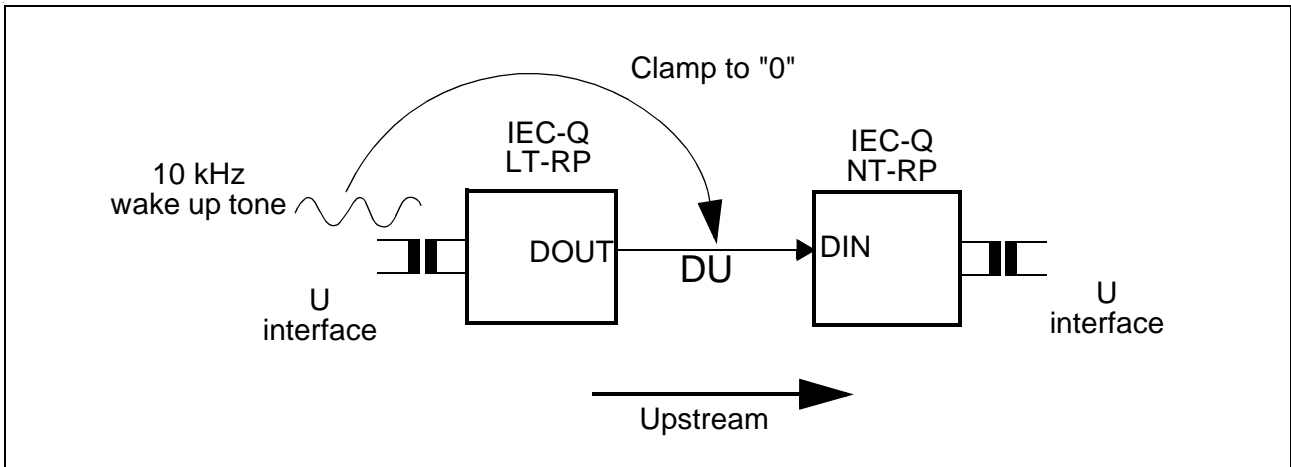 Clamp to "0"
IEC-Q
LT-RP
IEC-Q
NT-RP
10 kHz
wake up tone
DOUT
DU
DIN
U
interface
U
interface
Upstream